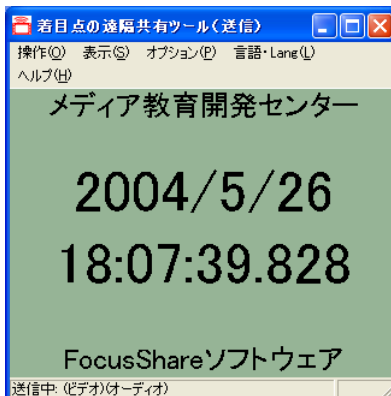 着目点の遠隔共有ツール(送信)
操作(O) 表示(S) オプション(P) 言語・Lang(L)
ヘルプ(H)
メディア教育開発センター
2004/5/26
18:07:39.828
FocusShareソフトウェア
送信中: (ビデオ)(オーディオ)